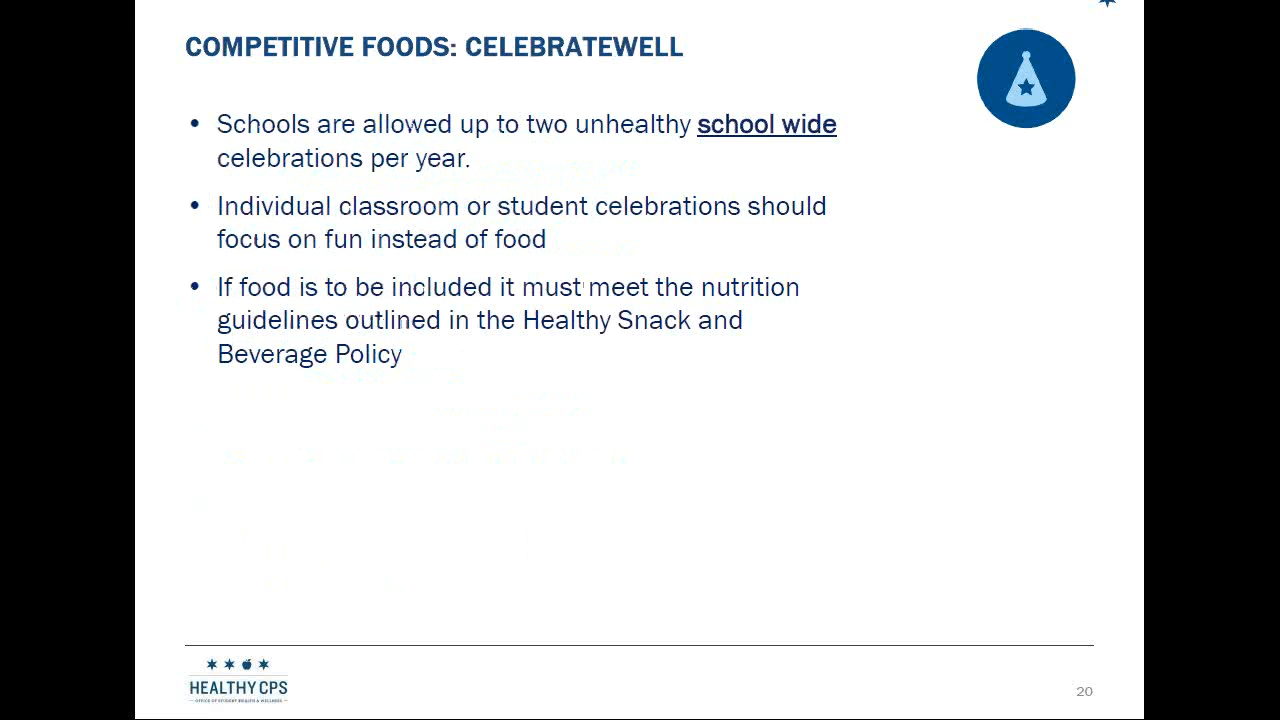 COMPETITIVE FOODS: CELEBRATEWELL
• Schools are allowed up to two unhealthy school wide
celebrations per year.
• Individual classroom or student celebrations should
focus on fun instead of food
• If food is to be included it must meet the nutrition
guidelines outlined in the Healthy Snack and
Beverage Policy
HEALTHY CPS
OFFICE OF STUDENT HEALTH & WELLNESS
20